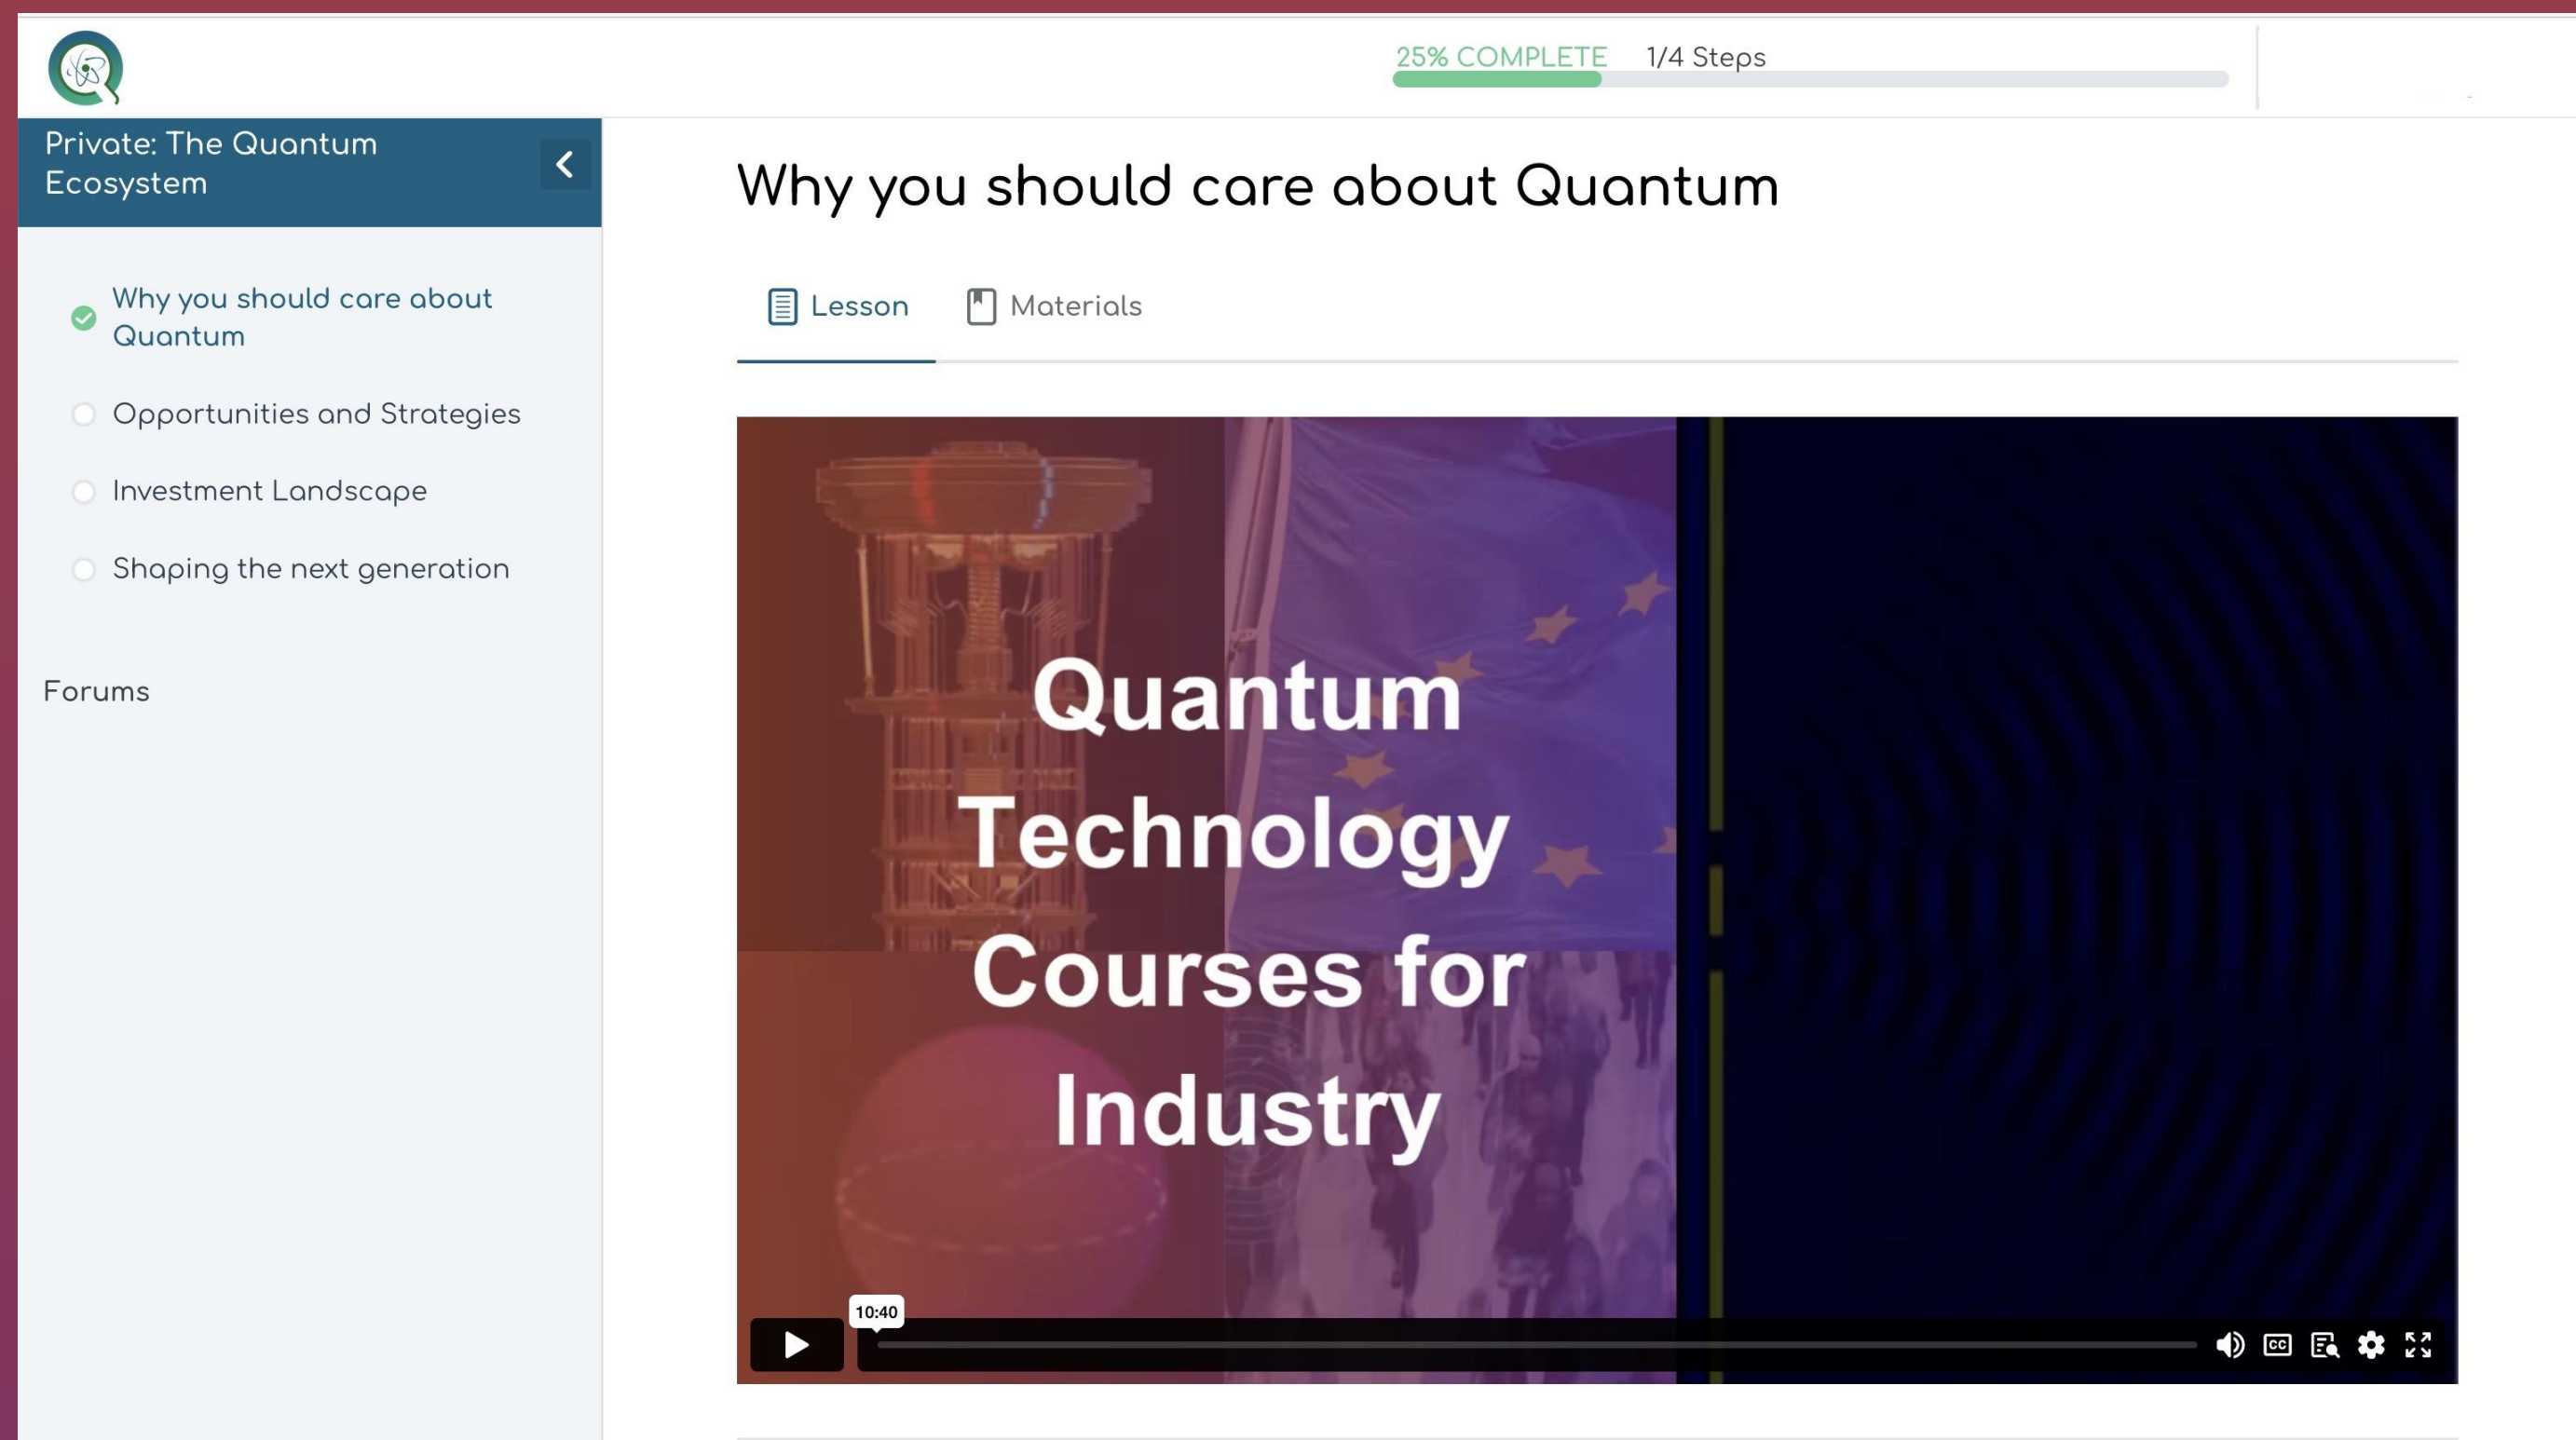 25% COMPLETE 1/4 Steps
Private: The Quantum
Ecosystem
Why you should care about
Quantum
Opportunities and Strategies
Investment Landscape
Shaping the next generation
Forums
Why you should care about Quantum
Lesson Materials
Quantum
Technology
Courses for
Industry
10:40
CC